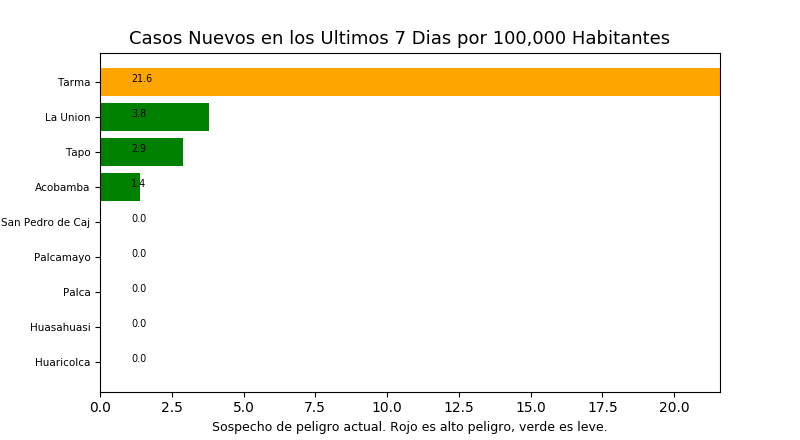 Casos Nuevos en los Ultimos 7 Dias por 100,000 Habitantes
Tarma 21.6
La Union 3.8
Tapo 2.9
Acobamba 1.4
San Pedro de Caj 0.0
Palcamayo 0.0
Palca 0.0
Huasahuasi 0.0
Huaricolca 0.0
0.0 2.5 5.0 7.5 10.0 12.5 15.0 17.5 20.0
Sospecho de peligro actual. Rojo es alto peligro, verde es leve.